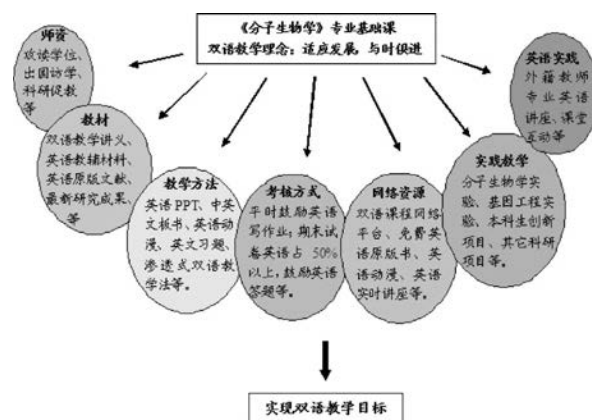 《分子生物学》专业基础课
双语教学理念：适应发展，与时俱进
师资
攻读学位、
出国访学、
科研促教
等
教材
双语教学讲义、
英语教辅材料、
英语原版文献、
最新研究成果、
等
教学方法
英语PPT、中英
文板书、英语动
漫、英文习题、
渗透式双语教
学法等。
考核方式
平时鼓励英语
写作业；期末试
卷英语占 50%
以上，鼓励英语
答题等。
网络资源
双语课程网络
平台、免费英
语原版书、英
语动漫、英语
实时讲座等。
实践教学
分子生物学实
验、基因工程实
验、本科生创新
项目、其它科研
项目等。
英语实践
外籍教师
专业英语
讲座、课堂
互动等
实现双语教学目标